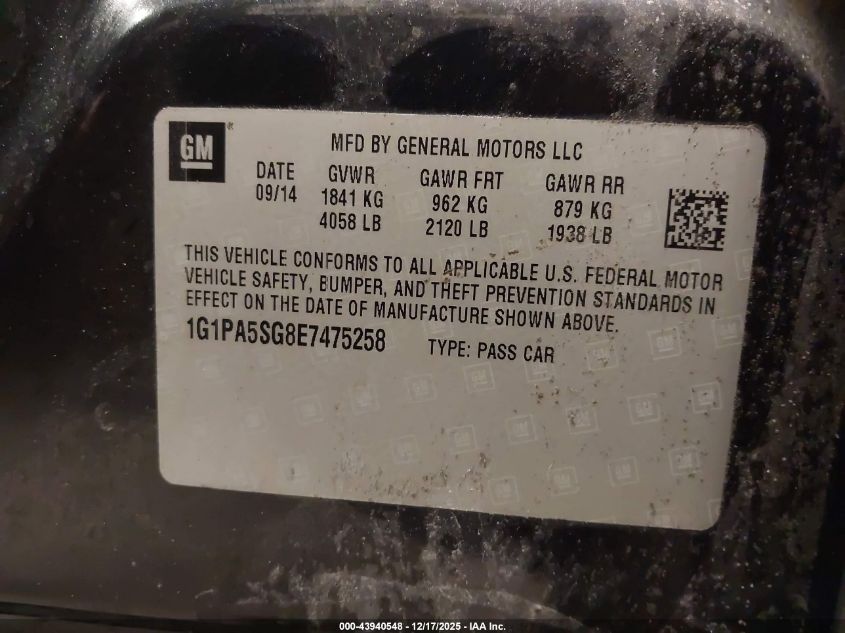 GM
MFD BY GENERAL MOTORS LLC
DATE GVWR GAWR FRT GAWR RR
09/14 1841 KG 962 KG 879 KG
4058 LB 2120 LB 1938 LB
THIS VEHICLE CONFORMS TO ALL APPLICABLE U.S. FEDERAL MOTOR
VEHICLE SAFETY, BUMPER, AND THEFT PREVENTION STANDARDS IN
EFFECT ON THE DATE OF MANUFACTURE SHOWN ABOVE.
1G1PA5SG8E7475258 TYPE: PASS CAR
000-43940548 - 12/17/2025 - IAA Inc.